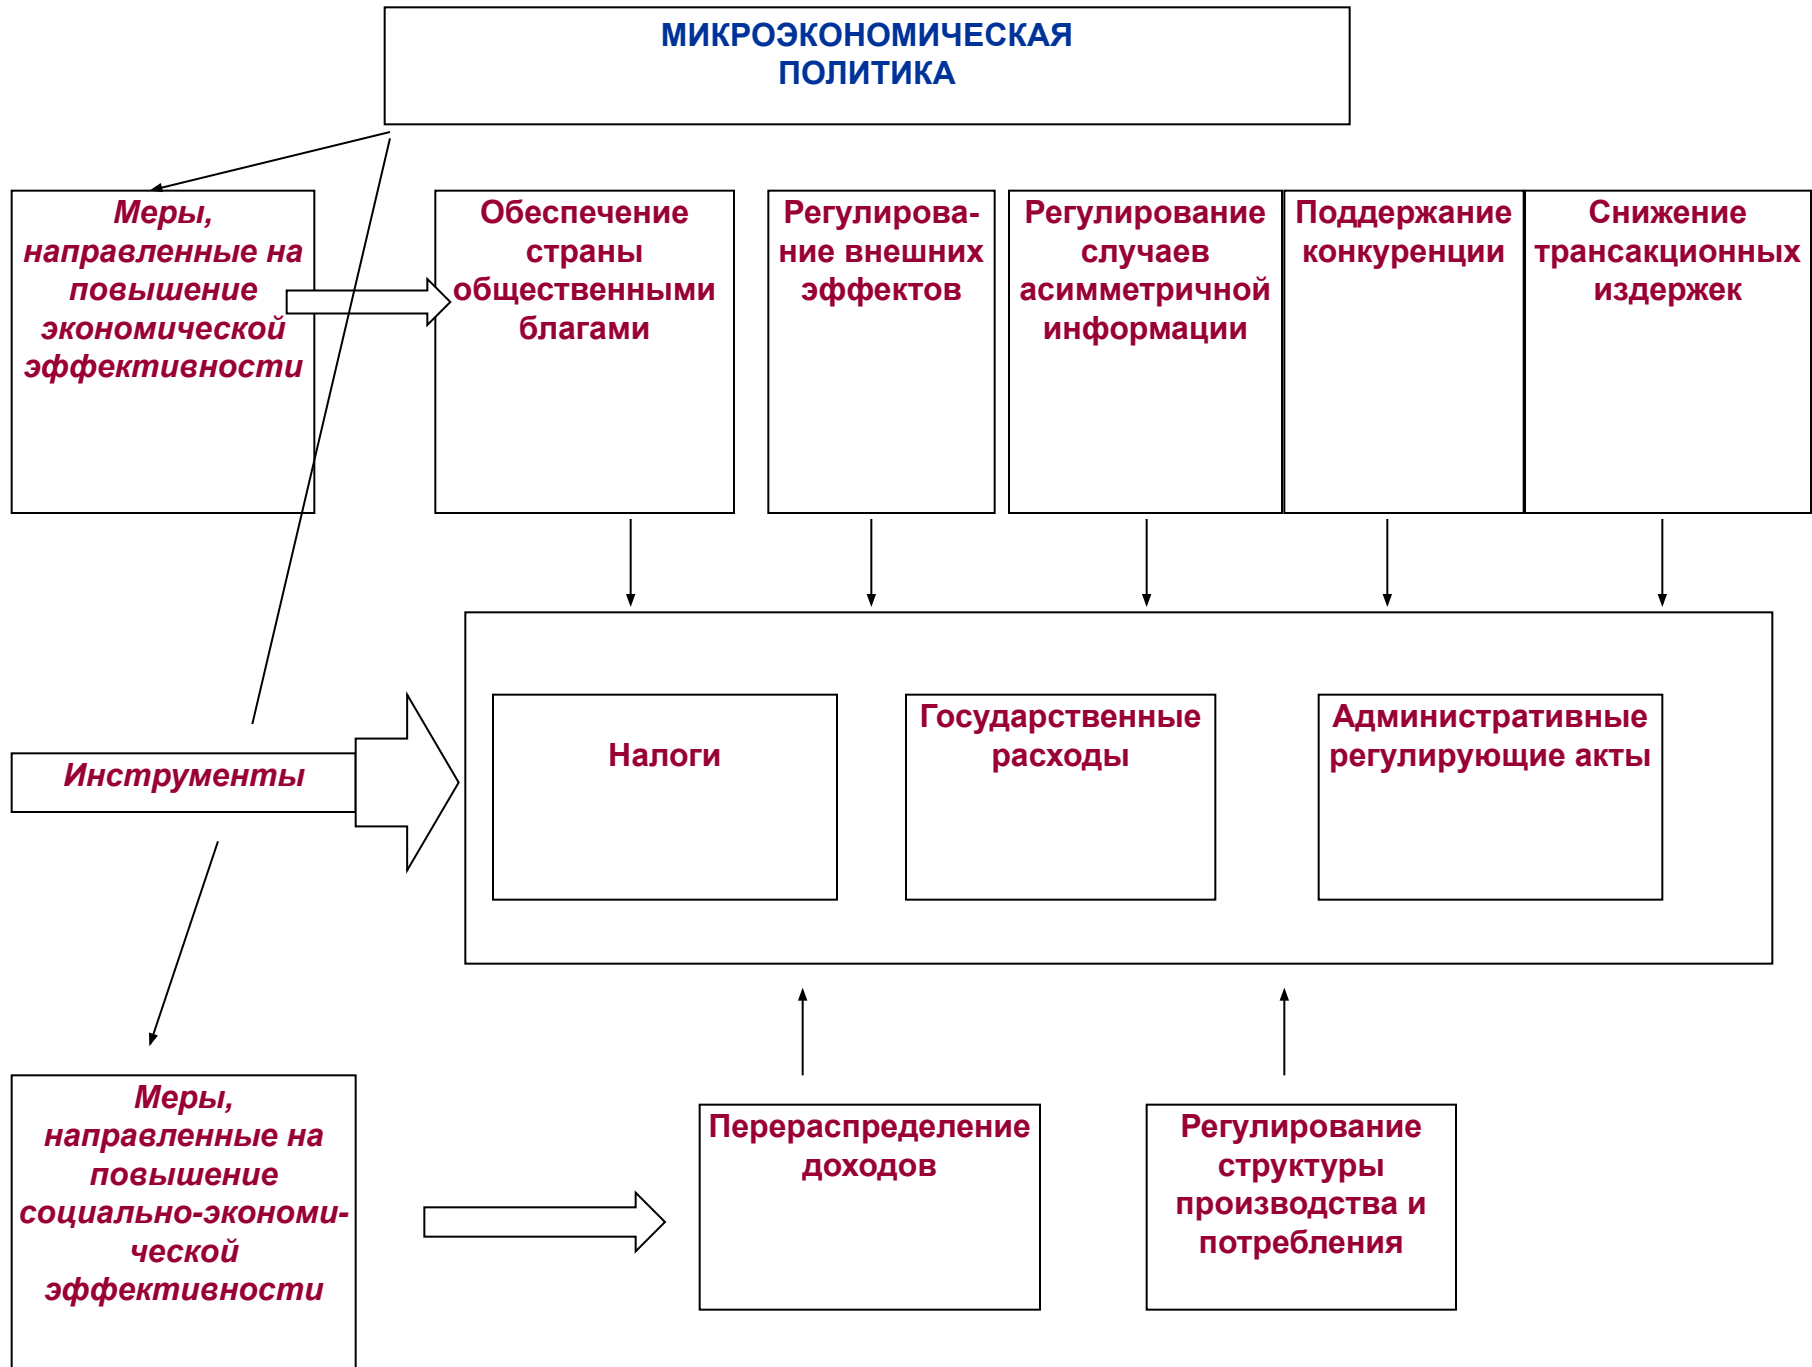 МИКРОЭКОНОМИЧЕСКАЯ
ПОЛИТИКА
Меры,
направленные на
повышение
экономической
эффективности
Обеспечение
страны
общественными
благами
Регулирова-
ние внешних
эффектов
Регулирование
случаев
асимметричной
информации
Поддержание
конкуренции
Снижение
трансакционных
издержек
Инструменты
Налоги
Государственные
расходы
Административные
регулирующие акты
Меры,
направленные на
повышение
социально-экономи-
ческой
эффективности
Перераспределение
доходов
Регулирование
структуры
производства и
потребления